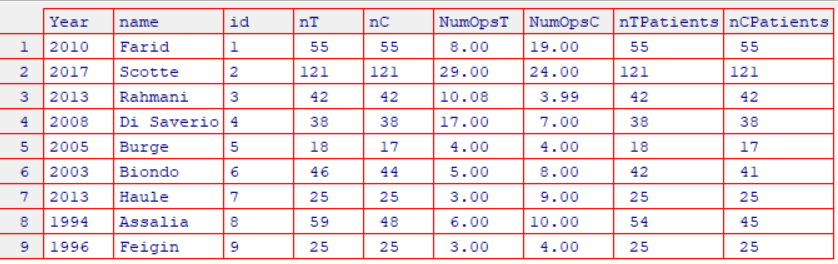 Year name id nT nC NumOpsT NumOpsC nTPatients nCPatients
1 2010 Farid 1 55 55 8.00 19.00 55 55
2 2017 Scotte 2 121 121 29.00 24.00 121 121
3 2013 Rahmani 3 42 42 10.08 3.99 42 42
4 2008 Di Saverio 4 38 38 17.00 7.00 38 38
5 2005 Burge 5 18 17 4.00 4.00 18 17
6 2003 Biondo 6 46 44 5.00 8.00 42 41
7 2013 Haule 7 25 25 3.00 9.00 25 25
8 1994 Assalia 8 59 48 6.00 10.00 54 45
9 1996 Feigin 9 25 25 3.00 4.00 25 25